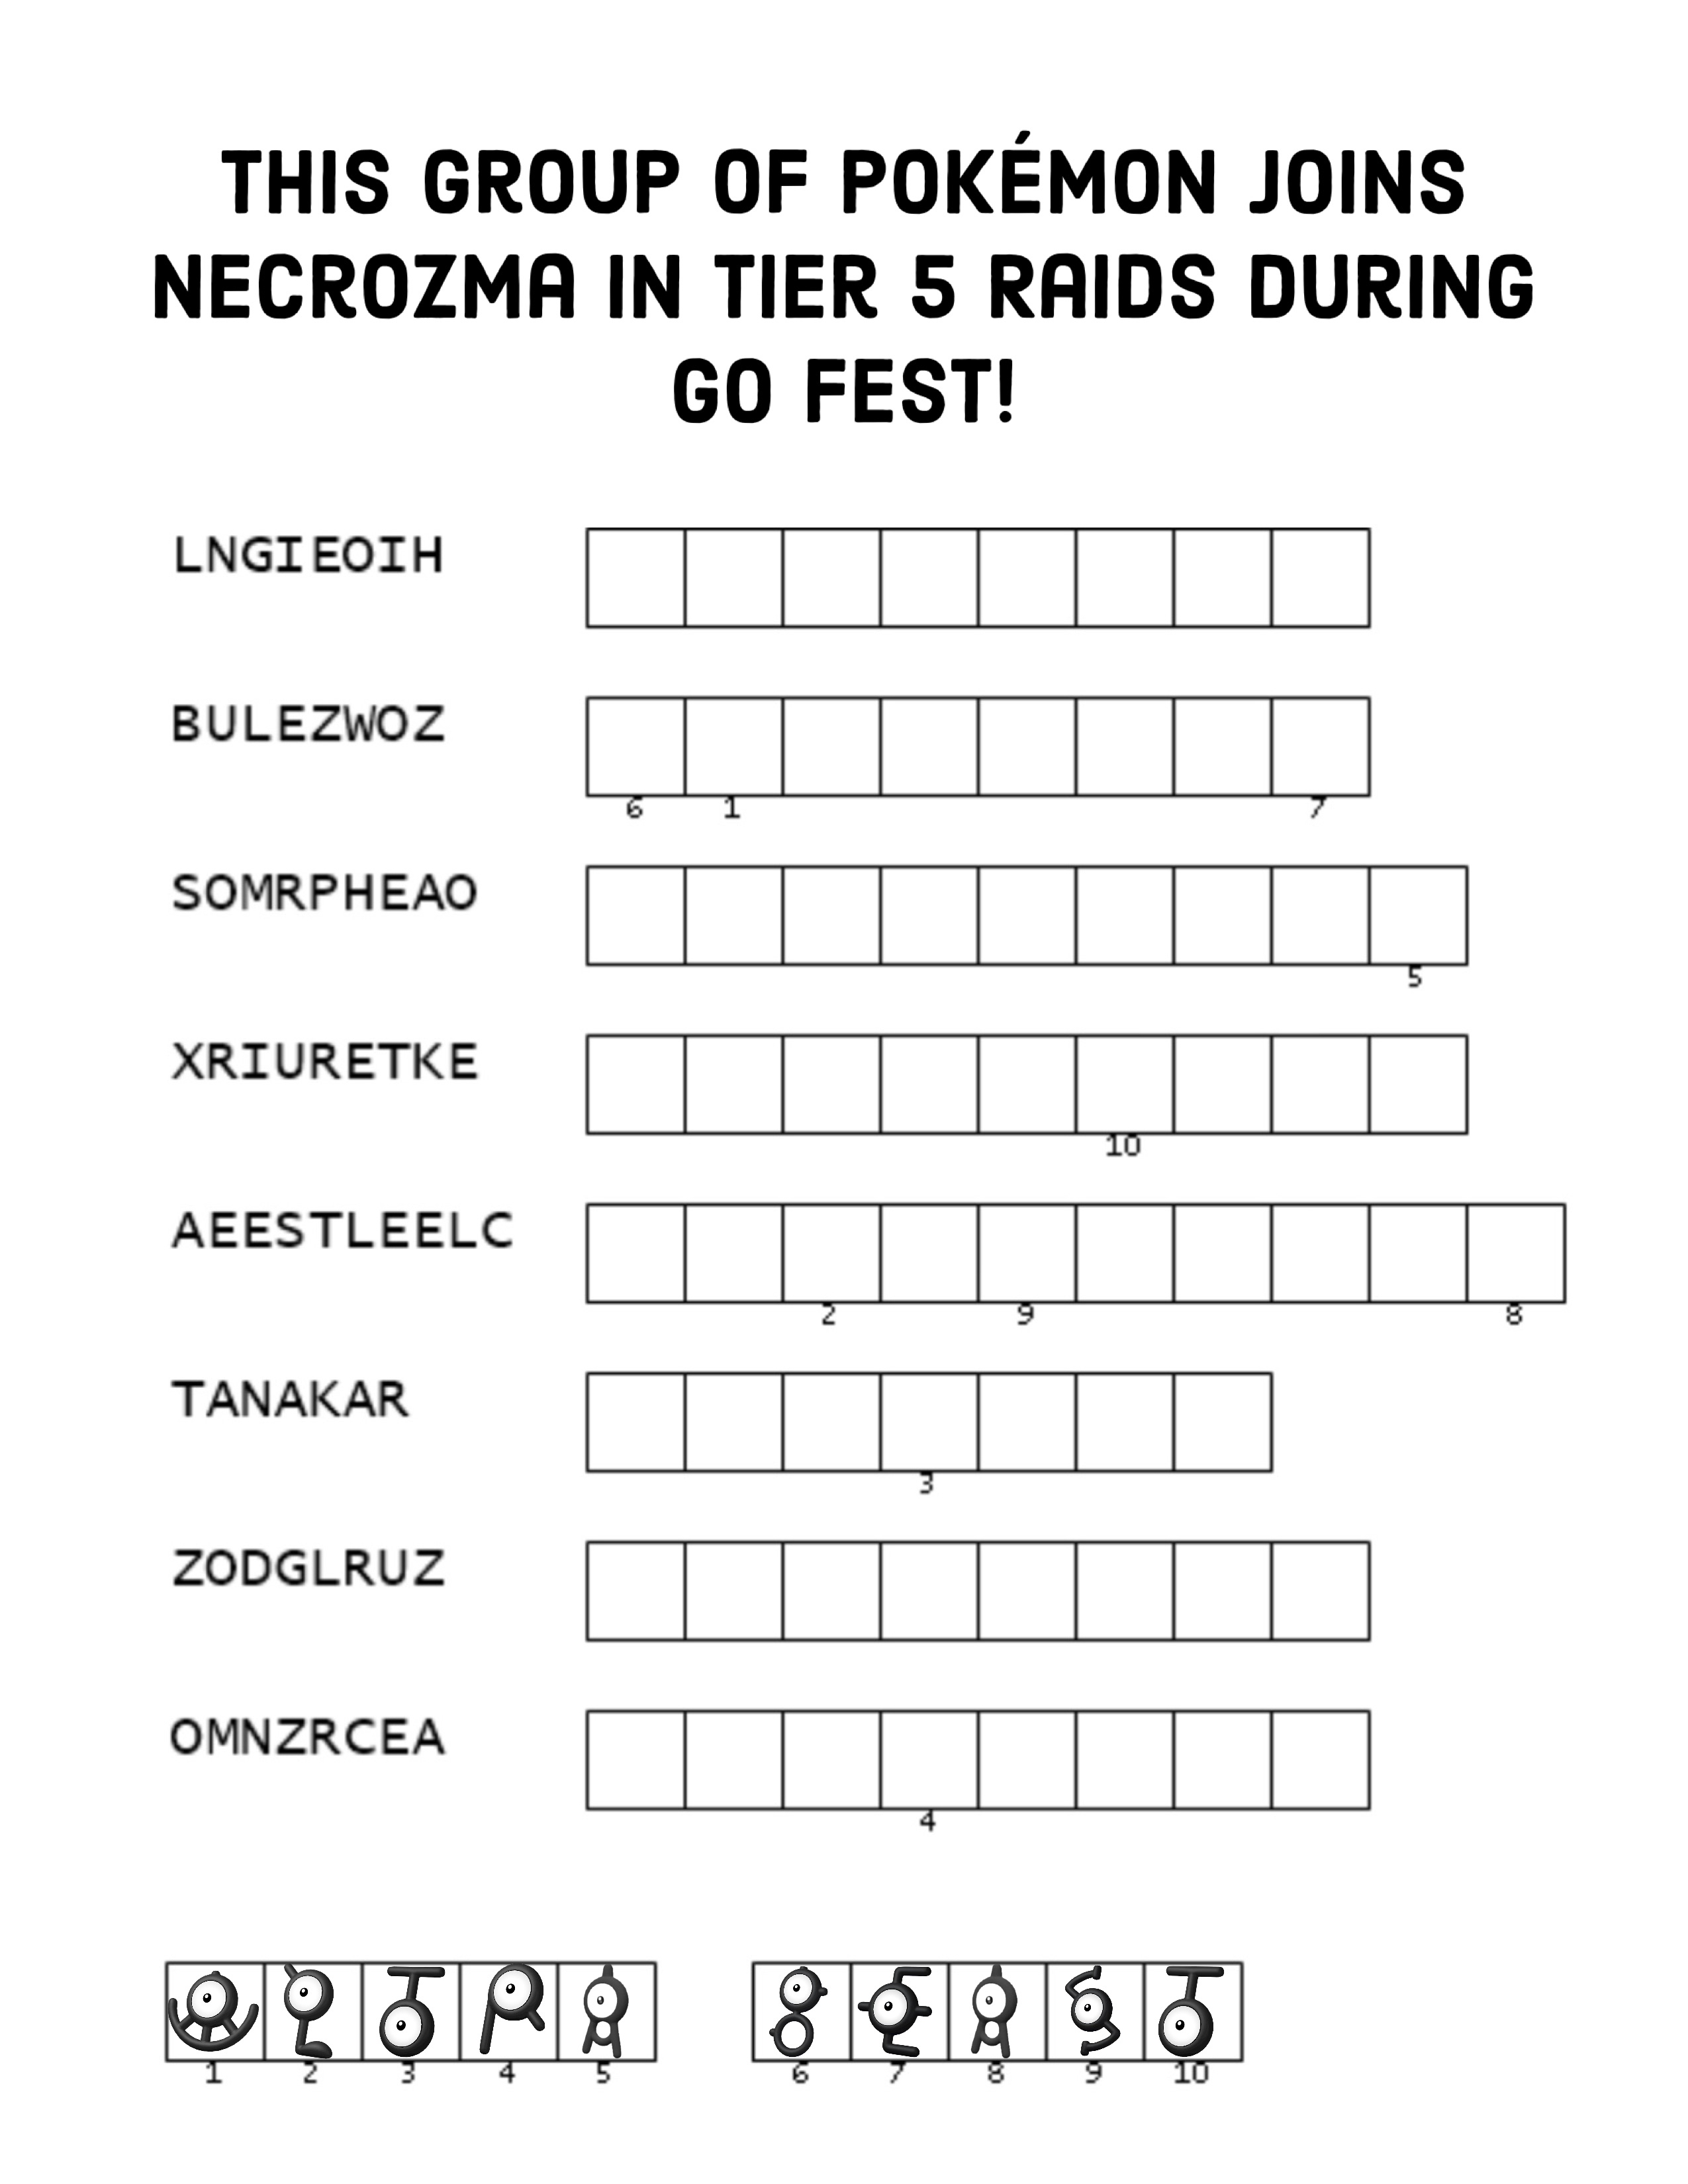 THIS GROUP OF POKÉMON JOINS
NECROZMA IN TIER 5 RAIDS DURING
GO FEST!
LNGIEOIH
BULEZWOZ
6 1 7
SOMRPHEAO
5
XRIURETKE
10
AEESTLEELC
2 9 8
TANAKAR
3
ZODGLRUZ
OMNZRCEA
4
ULTRA BEAST
1 2 3 4 5 6 7 8 9 10